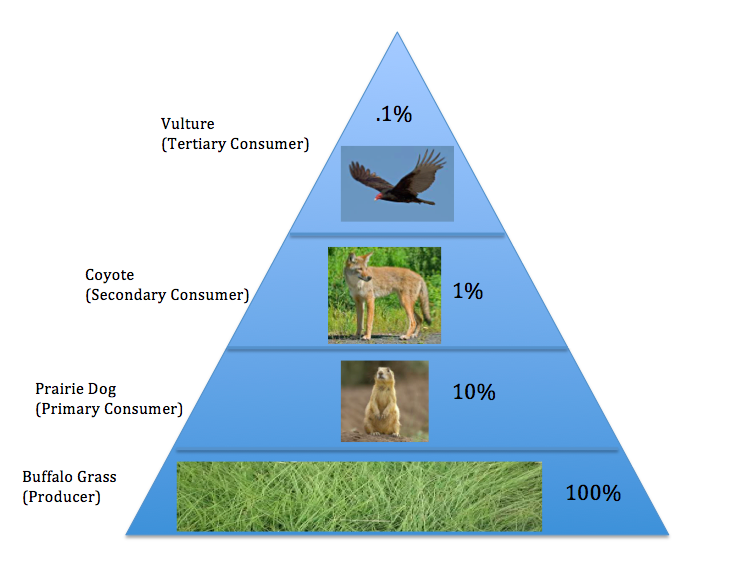 .1%
Vulture
(Tertiary Consumer)
Coyote
(Secondary Consumer)
1%
Prairie Dog
(Primary Consumer)
10%
Buffalo Grass
(Producer)
100%